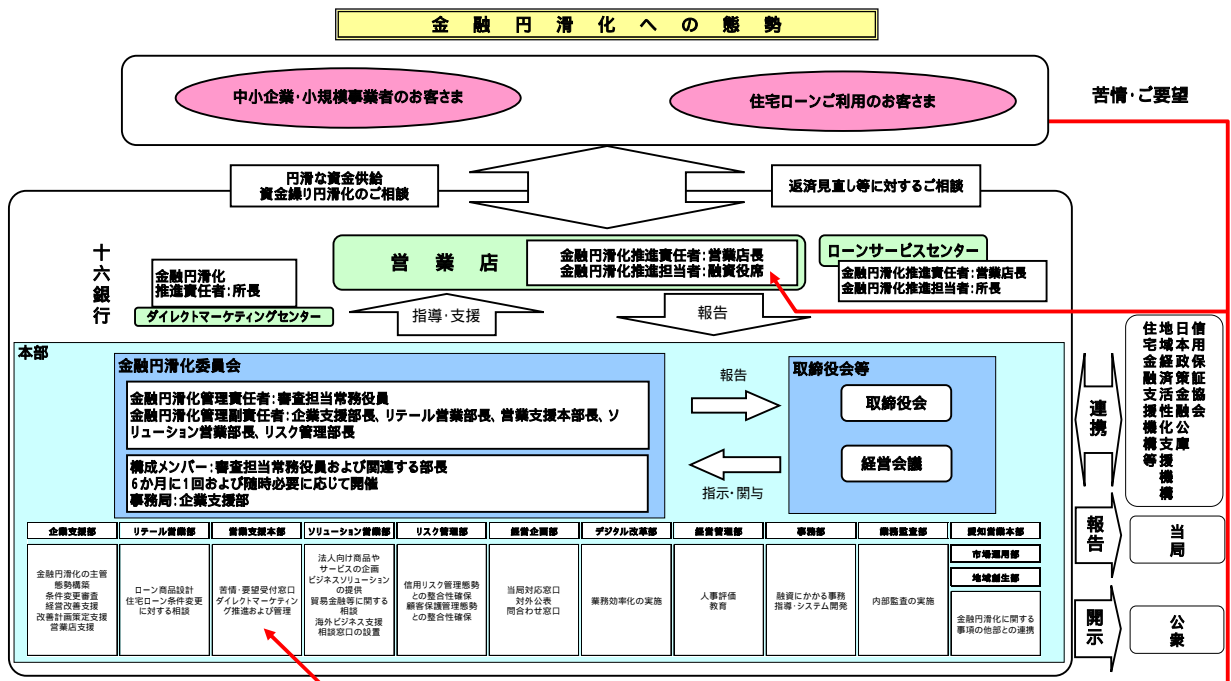 金融円滑化への態勢
中小企業・小規模事業者のお客さま
住宅ローンご利用のお客さま
苦情・ご要望
円滑な資金供給
資金繰り円滑化のご相談
返済見直し等に対するご相談
十六銀行
金融円滑化
推進責任者:所長
ダイレクトマーケティングセンター
営業店
金融円滑化推進責任者:営業店長
金融円滑化推進担当者:融資役席
ローンサービスセンター
金融円滑化推進責任者:営業店長
金融円滑化推進担当者:所長
指導・支援
報告
本部
金融円滑化委員会
金融円滑化管理責任者:審査担当常務役員
金融円滑化管理副責任者:企業支援部長、リテール営業部長、営業支援本部長、ソ
リューション営業部長、リスク管理部長
構成メンバー:審査担当常務役員および関連する部長
6か月に1回および随時必要に応じて開催
事務局:企業支援部
報告
指示・関与
取締役会等
取締役会
経営会議
連携
信用保証協会
日本政策金融公庫
地域経済活性化支援機構
住宅金融支援機構等
報告
当局
開示
公衆
企業支援部
金融円滑化の主管
態勢構築
条件変更審査
経営改善支援
改善計画策定支援
営業店支援
リテール営業部
ローン商品設計
住宅ローン条件変更
に対する相談
営業支援本部
苦情・要望受付窓口
ダイレクトマーケティン
グ推進および管理
ソリューション営業部
法人向け商品や
サービスの企画
ビジネスソリューション
の提供
貿易金融等に関する
相談
海外ビジネス支援
相談窓口の設置
リスク管理部
信用リスク管理態勢
との整合性確保
顧客保護管理態勢
との整合性確保
経営企画部
当局対応窓口
対外公表
問合わせ窓口
デジタル改革部
業務効率化の実施
経営管理部
人事評価
教育
事務部
融資にかかる事務
指導・システム開発
業務監査部
内部監査の実施
愛知営業本部
市場運用部
地域創生部
金融円滑化に関する
事項の他部との連携